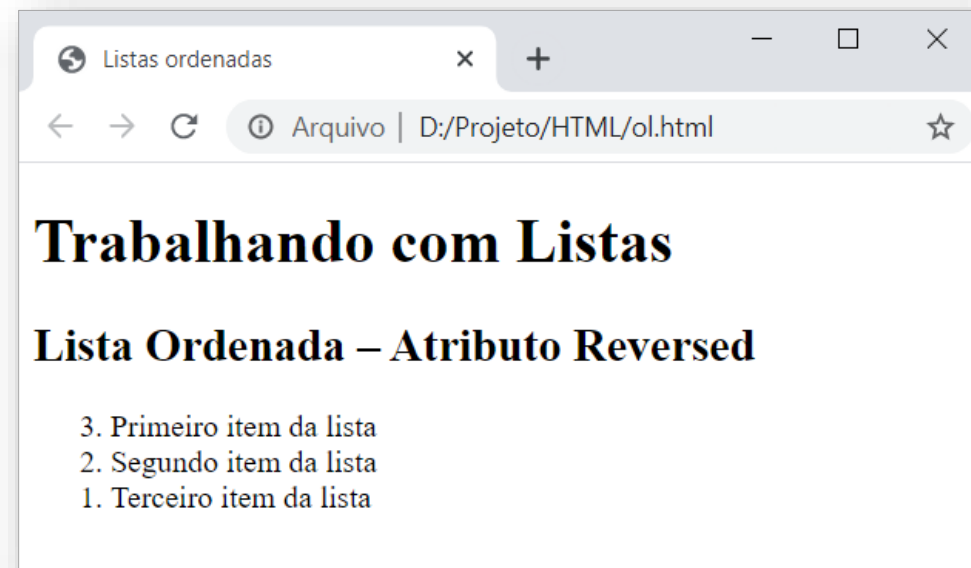 Listas ordenadas
Arquivo | D:/Projeto/HTML/ol.html
Trabalhando com Listas
Lista Ordenada – Atributo Reversed
3. Primeiro item da lista
2. Segundo item da lista
1. Terceiro item da lista